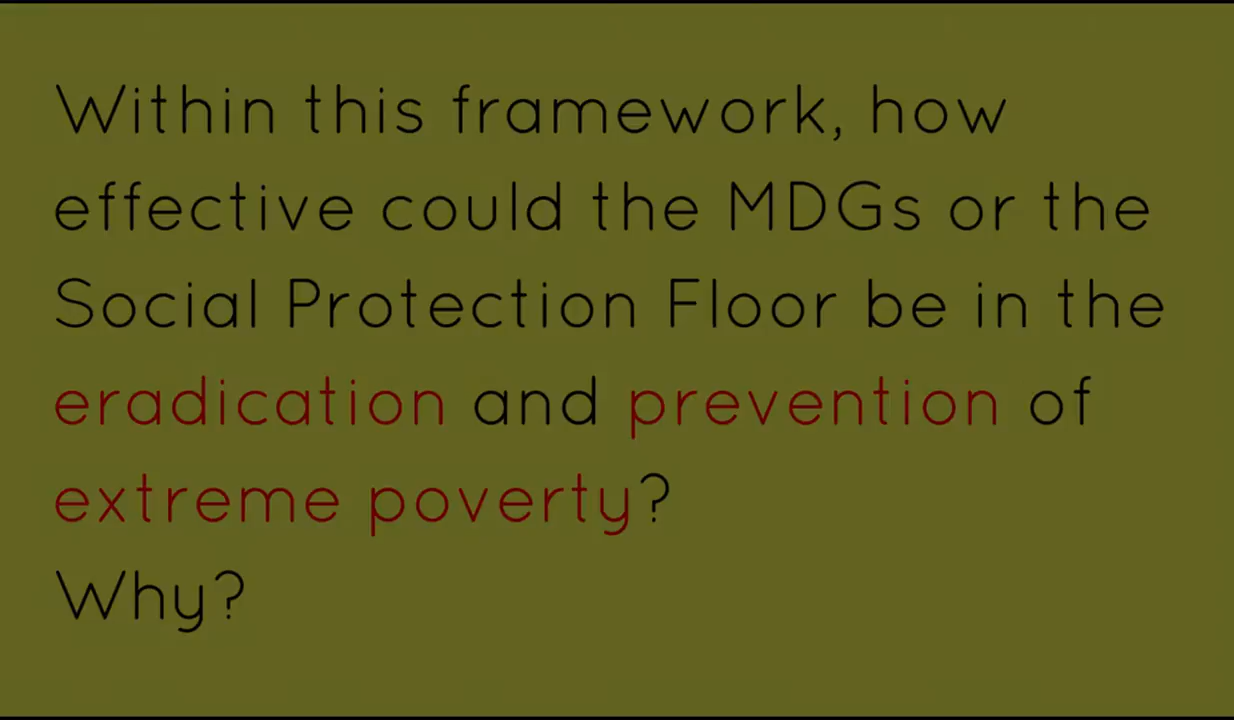 Within this framework, how
effective could the MDGs or the
Social Protection Floor be in the
eradication and prevention of
extreme poverty?
Why?